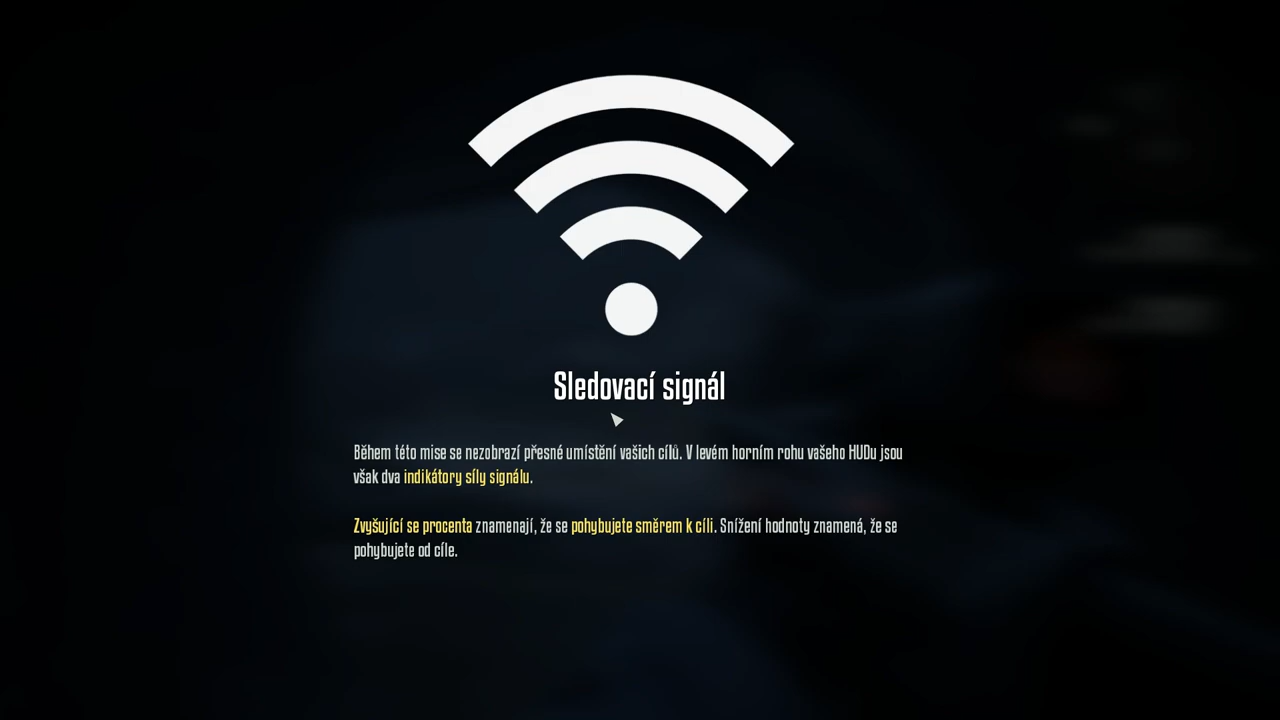 Sledovací signál
Během této mise se nezobrazí přesné umístění vašich cílů. V levém horním rohu vašeho HUDu jsou
však dva indikátory síly signálu.
Zvyšující se procenta znamenají, že se pohybujete směrem k cíli. Snížení hodnoty znamená, že se
pohybujete od cíle.